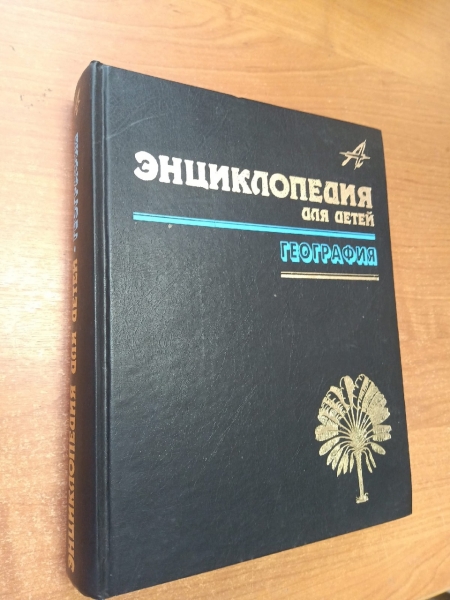 ЭНЦИКЛОПЕДИЯ
ДЛЯ ДЕТЕЙ
ГЕОГРАФИЯ
ЭНЦИКЛОПЕДИЯ ДЛЯ ДЕТЕЙ ГЕОГРАФИЯ